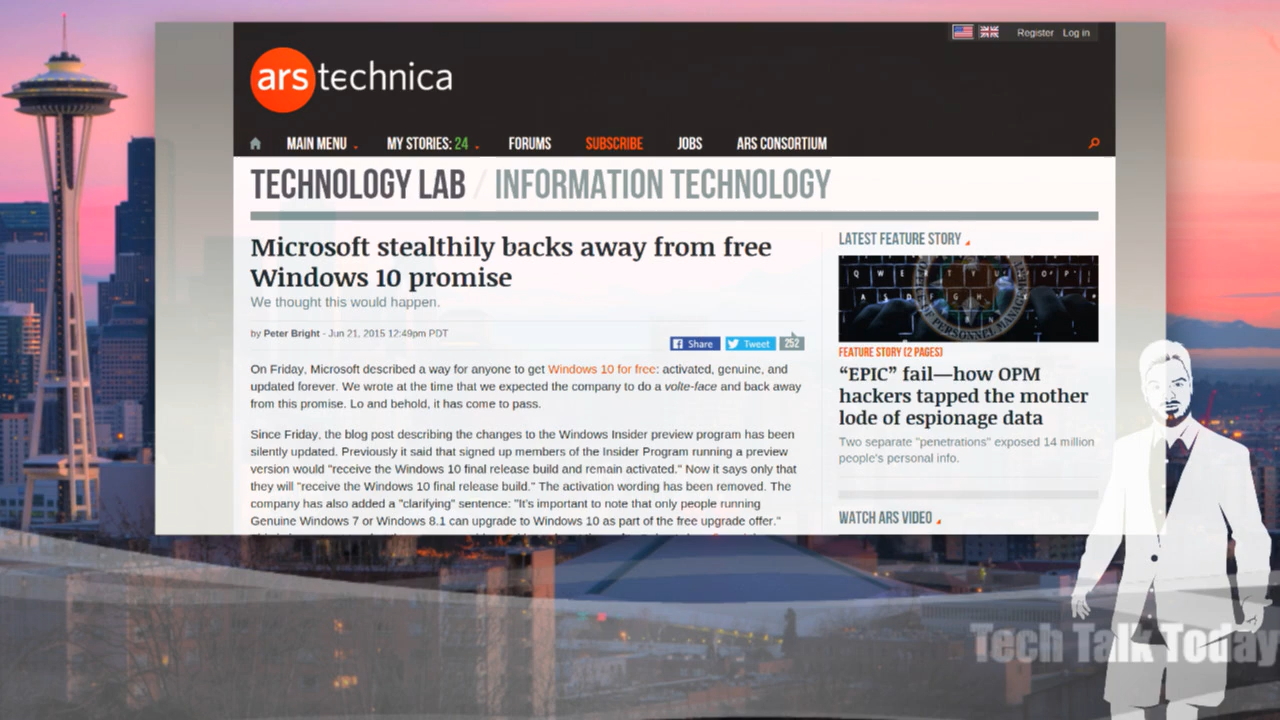 Register Log in
ars technica
MAIN MENU MY STORIES: 24 FORUMS SUBSCRIBE JOBS ARS CONSORTIUM
TECHNOLOGY LAB / INFORMATION TECHNOLOGY
Microsoft stealthily backs away from free
Windows 10 promise
We thought this would happen.
by Peter Bright - Jun 21, 2015 12:49pm PDT
Share Tweet 252
On Friday, Microsoft described a way for anyone to get Windows 10 for free: activated, genuine, and
updated forever. We wrote at the time that we expected the company to do a volte-face and back away
from this promise. Lo and behold, it has come to pass.
Since Friday, the blog post describing the changes to the Windows Insider preview program has been
silently updated. Previously it said that signed up members of the Insider Program running a preview
version would "receive the Windows 10 final release build and remain activated." Now it says only that
they will "receive the Windows 10 final release build." The activation wording has been removed. The
company has also added a "clarifying" sentence: "It's important to note that only people running
Genuine Windows 7 or Windows 8.1 can upgrade to Windows 10 as part of the free upgrade offer."
LATEST FEATURE STORY
FEATURE STORY (2 PAGES)
“EPIC” fail—how OPM
hackers tapped the mother
lode of espionage data
Two separate "penetrations" exposed 14 million
people's personal info.
WATCH ARS VIDEO
Tech Talk Today